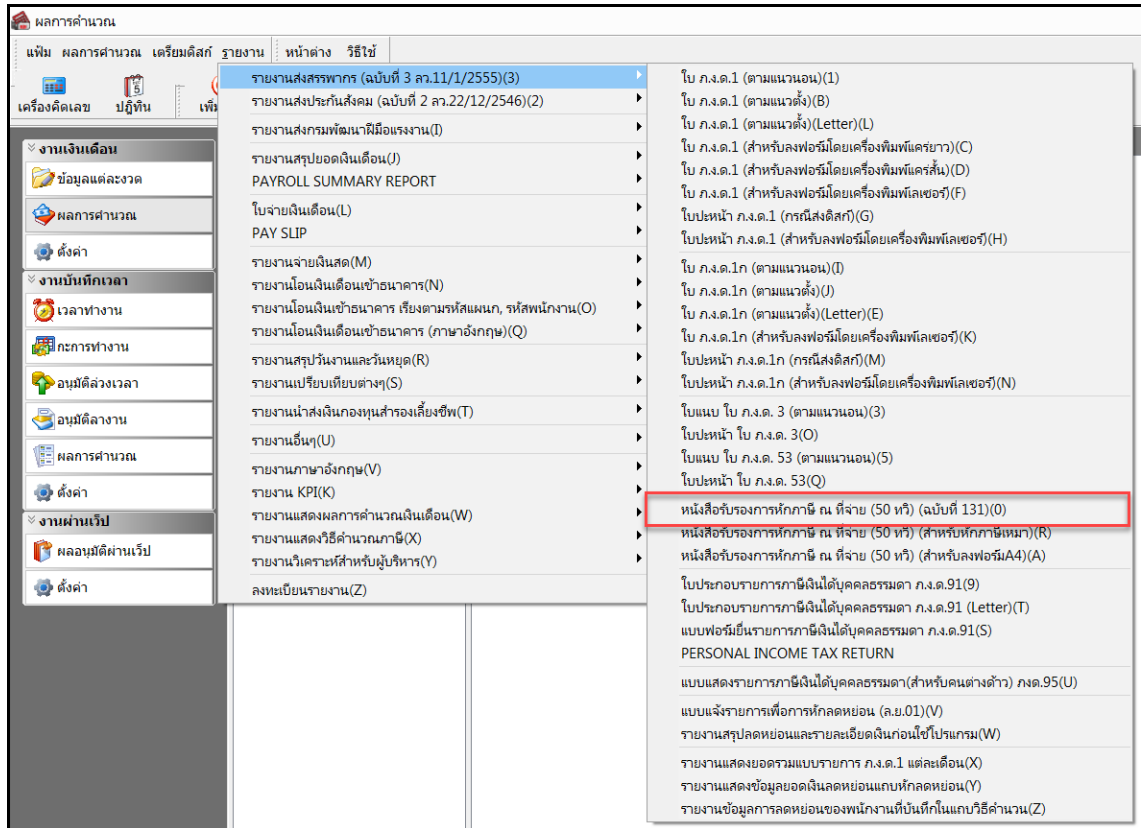 ผลการคำนวณ
แฟ้ม ผลการคำนวณ เตรียมดิสก์ รายงาน หน้าต่าง วิธีใช้
เครื่องคิดเลข ปฏิทิน เพิ่
งานเงินเดือน
ข้อมูลแต่ละงวด
ผลการคำนวณ
ตั้งค่า
งานบันทึกเวลา
เวลาทำงาน
กะการทำงาน
อนุมัติล่วงเวลา
อนุมัติลางาน
ผลการคำนวณ
ตั้งค่า
งานผ่านเว็ป
ผลอนุมัติผ่านเว็ป
ตั้งค่า
รายงานส่งสรรพากร (ฉบับที่ 3 ลว.11/1/2555)(3)
รายงานส่งประกันสังคม (ฉบับที่ 2 ลว.22/12/2546)(2)
รายงานส่งกรมพัฒนาฝีมือแรงงาน(I)
รายงานสรุปยอดเงินเดือน(J)
PAYROLL SUMMARY REPORT
ใบจ่ายเงินเดือน(L)
PAY SLIP
รายงานจ่ายเงินสด(M)
รายงานโอนเงินเดือนเข้าธนาคาร(N)
รายงานโอนเงินเข้าธนาคาร เรียงตามรหัสแผนก, รหัสพนักงาน(O)
รายงานโอนเงินเดือนเข้าธนาคาร (ภาษาอังกฤษ)(Q)
รายงานสรุปวันงานและวันหยุด(R)
รายงานเปรียบเทียบต่างๆ(S)
รายงานนำส่งเงินกองทุนสำรองเลี้ยงชีพ(T)
รายงานอื่นๆ(U)
รายงานภาษาอังกฤษ(V)
รายงาน KPI(K)
รายงานแสดงผลการคำนวณเงินเดือน(W)
รายงานแสดงวิธีคำนวณภาษี(X)
รายงานวิเคราะห์สำหรับผู้บริหาร(Y)
ลงทะเบียนรายงาน(Z)
ใบ ภ.ง.ด.1 (ตามแนวนอน)(1)
ใบ ภ.ง.ด.1 (ตามแนวตั้ง)(B)
ใบ ภ.ง.ด.1 (ตามแนวตั้ง)(Letter)(L)
ใบ ภ.ง.ด.1 (สำหรับลงฟอร์มโดยเครื่องพิมพ์แคร่ยาว)(C)
ใบ ภ.ง.ด.1 (สำหรับลงฟอร์มโดยเครื่องพิมพ์แคร่สั้น)(D)
ใบ ภ.ง.ด.1 (สำหรับลงฟอร์มโดยเครื่องพิมพ์เลเซอร์)(F)
ใบปะหน้า ภ.ง.ด.1 (กรณีส่งดิสก์)(G)
ใบปะหน้า ภ.ง.ด.1 (สำหรับลงฟอร์มโดยเครื่องพิมพ์เลเซอร์)(H)
ใบ ภ.ง.ด.1ก (ตามแนวนอน)(I)
ใบ ภ.ง.ด.1ก (ตามแนวตั้ง)(J)
ใบ ภ.ง.ด.1ก (ตามแนวตั้ง)(Letter)(E)
ใบ ภ.ง.ด.1ก (สำหรับลงฟอร์มโดยเครื่องพิมพ์เลเซอร์)(K)
ใบปะหน้า ภ.ง.ด.1ก (กรณีส่งดิสก์)(M)
ใบปะหน้า ภ.ง.ด.1ก (สำหรับลงฟอร์มโดยเครื่องพิมพ์เลเซอร์)(N)
ใบแนบ ใบ ภ.ง.ด. 3 (ตามแนวนอน)(3)
ใบปะหน้า ใบ ภ.ง.ด. 3(O)
ใบแนบ ใบ ภ.ง.ด. 53 (ตามแนวนอน)(5)
ใบปะหน้า ใบ ภ.ง.ด. 53(Q)
หนังสือรับรองการหักภาษี ณ ที่จ่าย (50 ทวิ) (ฉบับที่ 131)(0)
หนังสือรับรองการหักภาษี ณ ที่จ่าย (50 ทวิ) (สำหรับหักภาษีเหมา)(R)
หนังสือรับรองการหักภาษี ณ ที่จ่าย (50 ทวิ) (สำหรับลงฟอร์มA4)(A)
ใบประกอบรายการภาษีเงินได้บุคคลธรรมดา ภ.ง.ด.91(9)
ใบประกอบรายการภาษีเงินได้บุคคลธรรมดา ภ.ง.ด.91 (Letter)(T)
แบบฟอร์มยื่นรายการภาษีเงินได้บุคคลธรรมดา ภ.ง.ด.91(S)
PERSONAL INCOME TAX RETURN
แบบแสดงรายการภาษีเงินได้บุคคลธรรมดา(สำหรับคนต่างด้าว) ภงด.95(U)
แบบแจ้งรายการเพื่อการหักลดหย่อน (ล.ย.01)(V)
รายงานสรุปลดหย่อนและรายละเอียดเงินก่อนใช้โปรแกรม(W)
รายงานแสดงยอดรวมแบบรายการ ภ.ง.ด.1 แต่ละเดือน(X)
รายงานแสดงข้อมูลยอดเงินลดหย่อนแถบหักลดหย่อน(Y)
รายงานข้อมูลการลดหย่อนของพนักงานที่บันทึกในแถบวิธีคำนวน(Z)